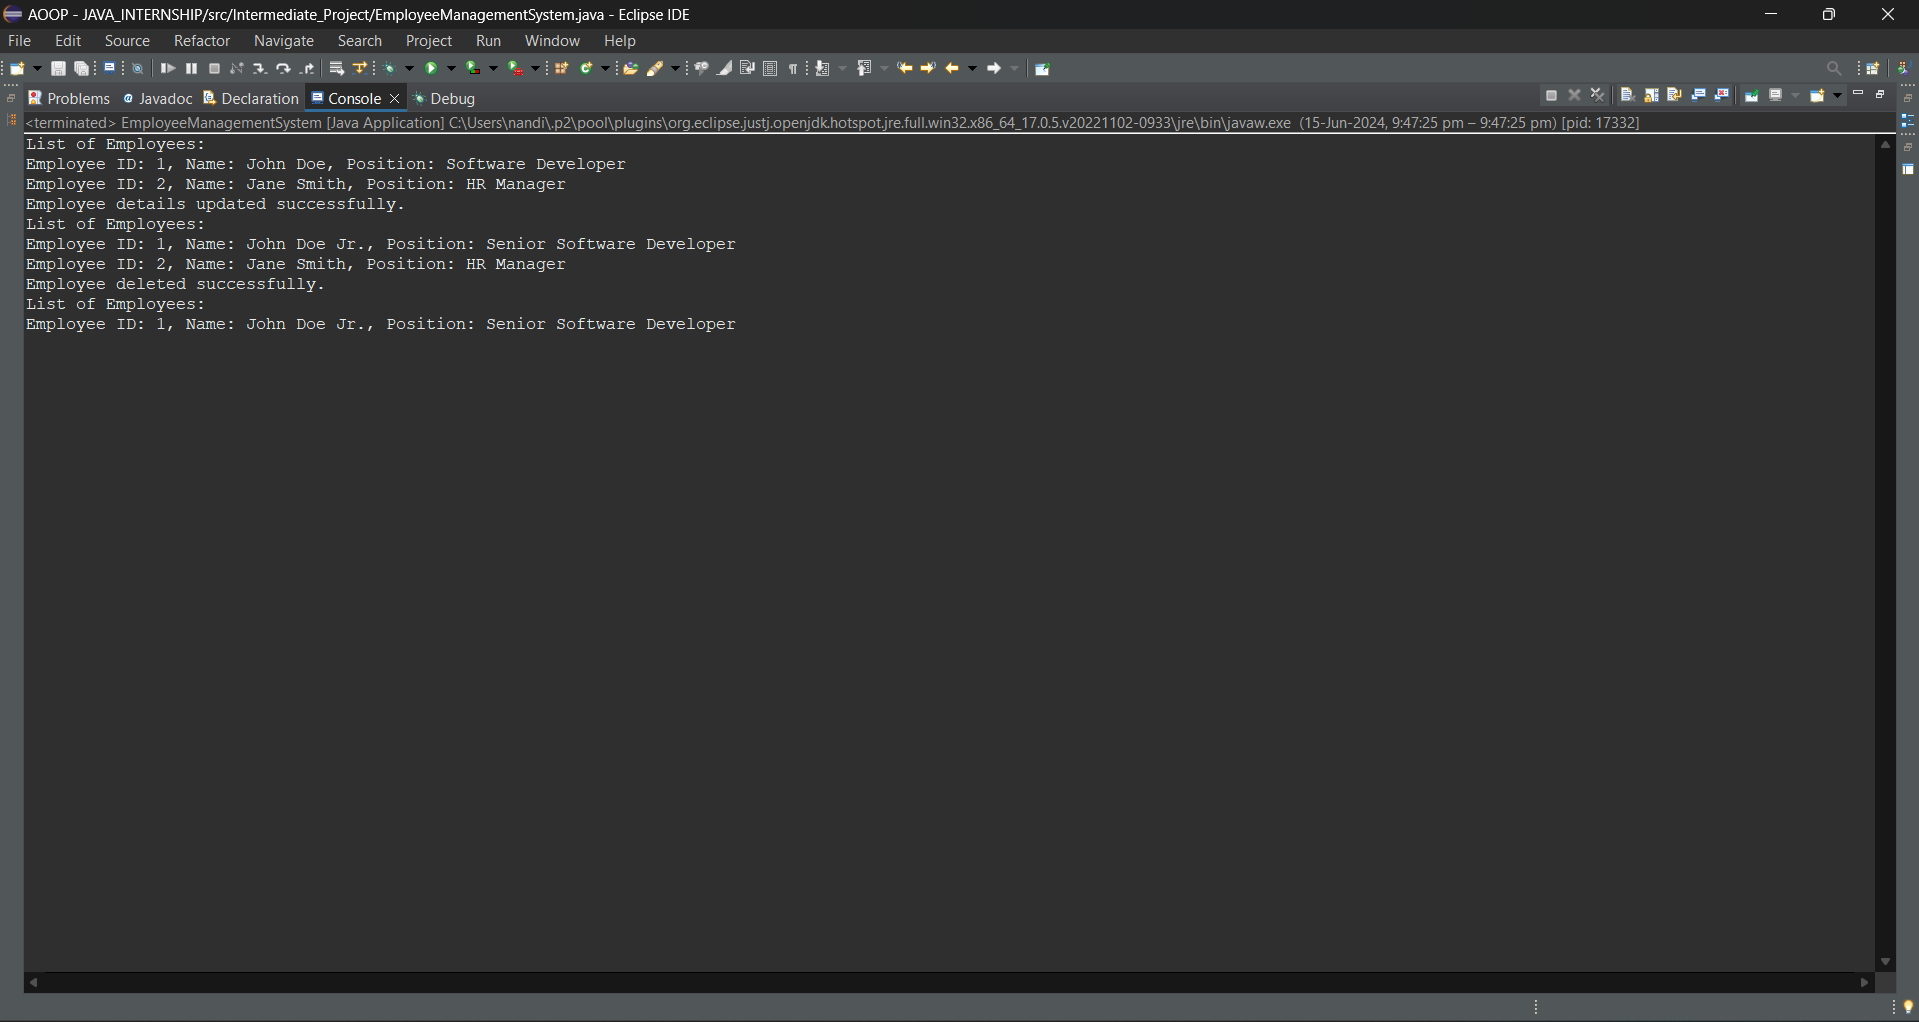 AOOP - JAVA_INTERNSHIP/src/Intermediate_Project/EmployeeManagementSystem.java - Eclipse IDE
File Edit Source Refactor Navigate Search Project Run Window Help
Problems Javadoc Declaration Console Debug
<terminated> EmployeeManagementSystem [Java Application] C:\Users\nandi\.p2\pool\plugins\org.eclipse.justj.openjdk.hotspot.jre.full.win32.x86_64_17.0.5.v20221102-0933\jre\bin\javaw.exe (15-Jun-2024, 9:47:25 pm – 9:47:25 pm) [pid: 17332]
List of Employees:
Employee ID: 1, Name: John Doe, Position: Software Developer
Employee ID: 2, Name: Jane Smith, Position: HR Manager
Employee details updated successfully.
List of Employees:
Employee ID: 1, Name: John Doe Jr., Position: Senior Software Developer
Employee ID: 2, Name: Jane Smith, Position: HR Manager
Employee deleted successfully.
List of Employees:
Employee ID: 1, Name: John Doe Jr., Position: Senior Software Developer